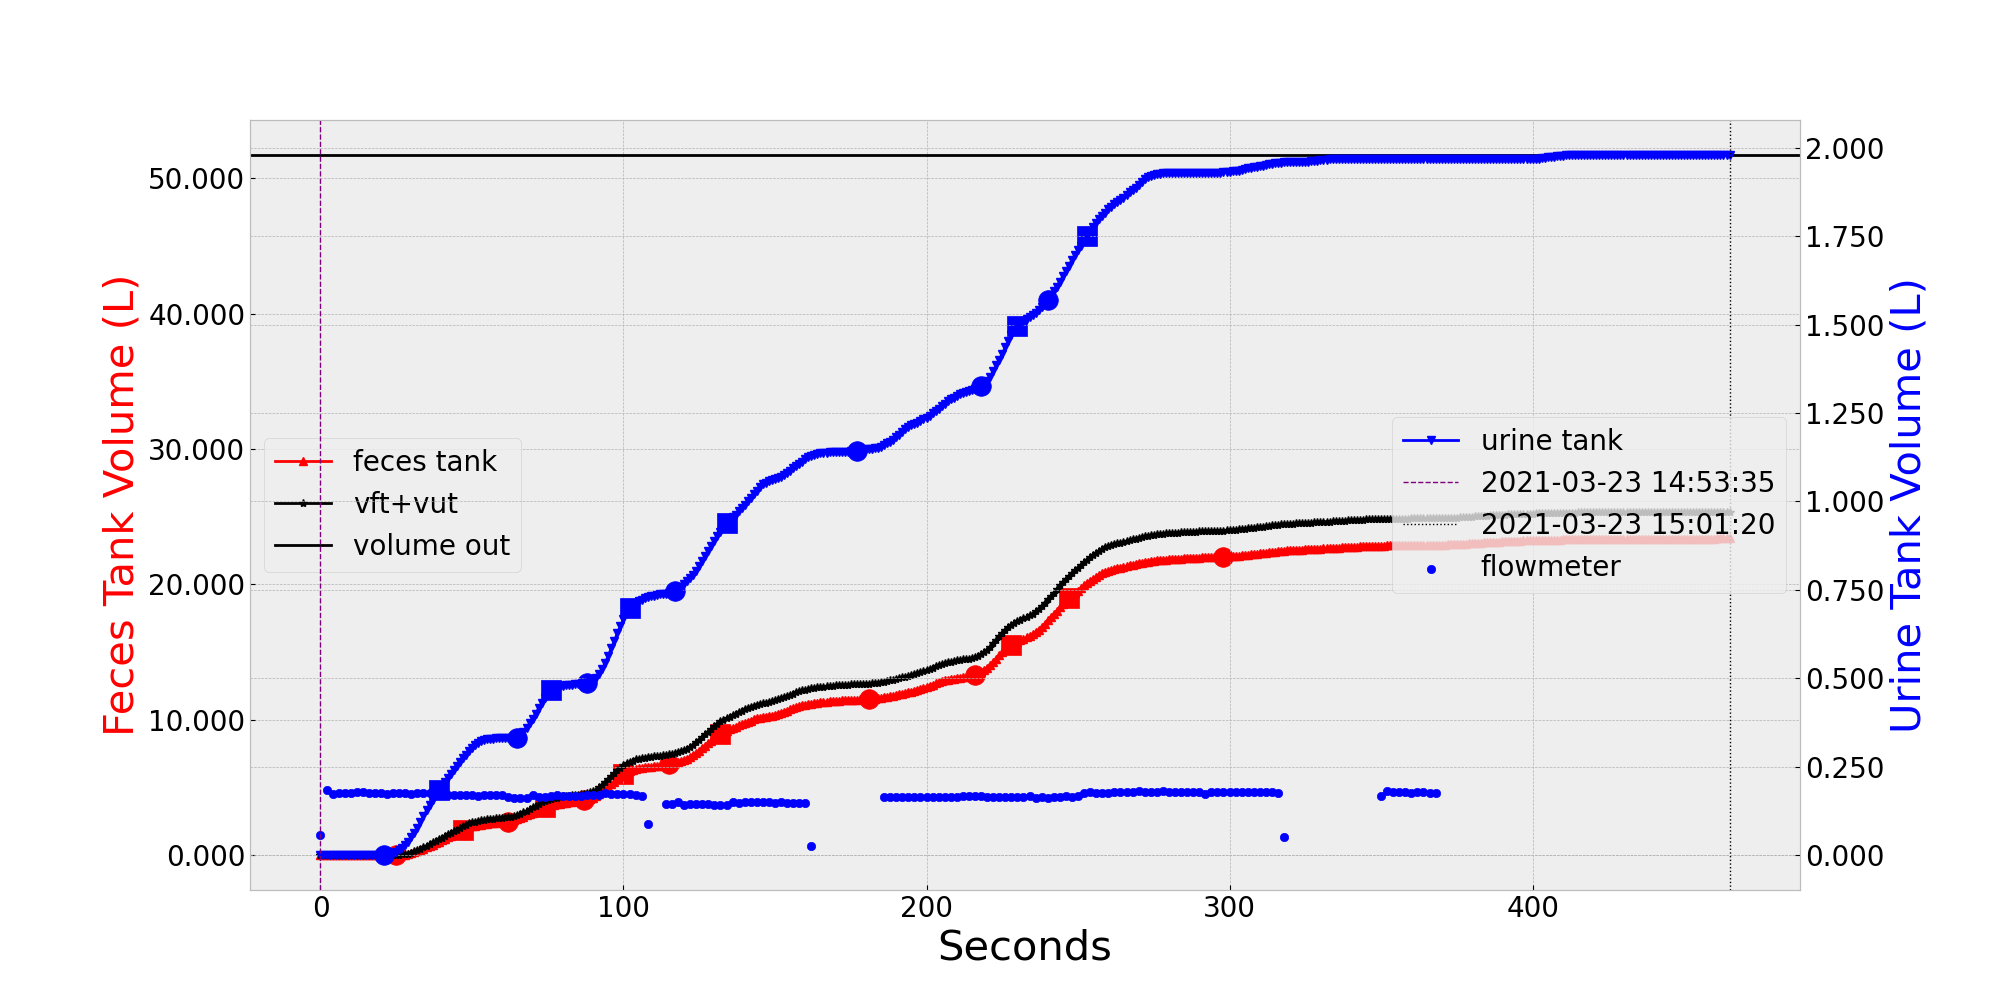 Feces Tank Volume (L)
50.000
40.000
30.000
20.000
10.000
0.000
feces tank
vft+vut
volume out
urine tank
2021-03-23 14:53:35
2021-03-23 15:01:20
flowmeter
2.000
1.750
1.500
1.250
1.000
0.750
0.500
0.250
0.000
Urine Tank Volume (L)
0 100 200 300 400
Seconds